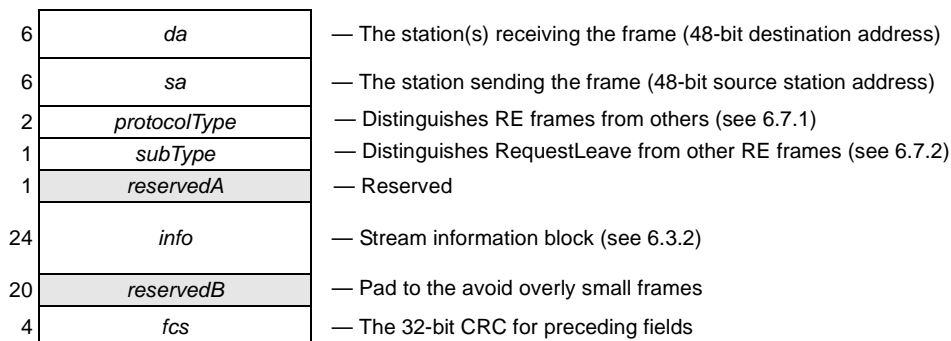 6 da — The station(s) receiving the frame (48-bit destination address)
6 sa — The station sending the frame (48-bit source station address)
2 protocolType — Distinguishes RE frames from others (see 6.7.1)
1 subType — Distinguishes RequestLeave from other RE frames (see 6.7.2)
1 reservedA — Reserved
24 info — Stream information block (see 6.3.2)
20 reservedB — Pad to the avoid overly small frames
4 fcs — The 32-bit CRC for preceding fields